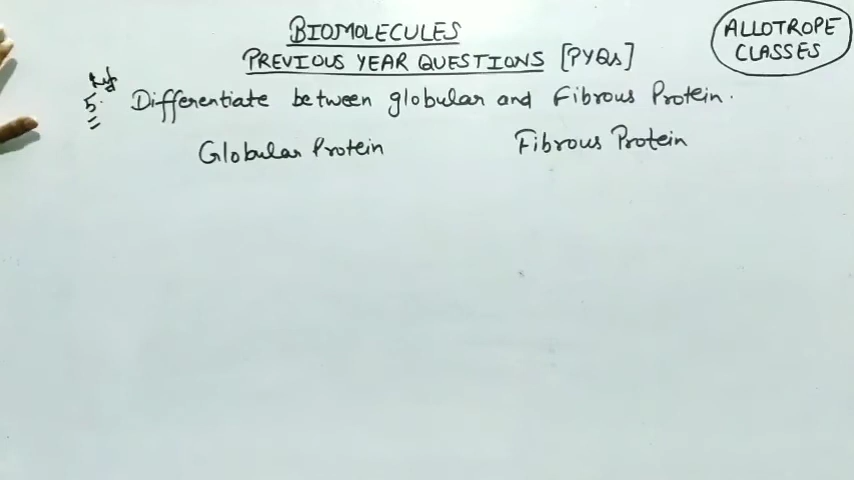 BIOMOLECULES
PREVIOUS YEAR QUESTIONS [PYQs]
ALLOTROPE
CLASSES
5. Differentiate between globular and Fibrous Protein.
Globular Protein
Fibrous Protein